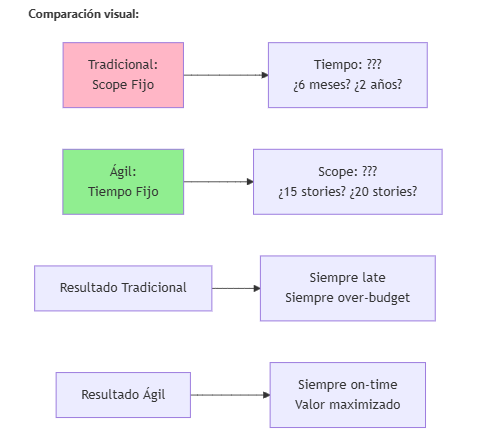 Comparación visual:
Tradicional:
Scope Fijo
Tiempo: ???
¿6 meses? ¿2 años?
Ágil:
Tiempo Fijo
Scope: ???
¿15 stories? ¿20 stories?
Resultado Tradicional
Siempre late
Siempre over-budget
Resultado Ágil
Siempre on-time
Valor maximizado